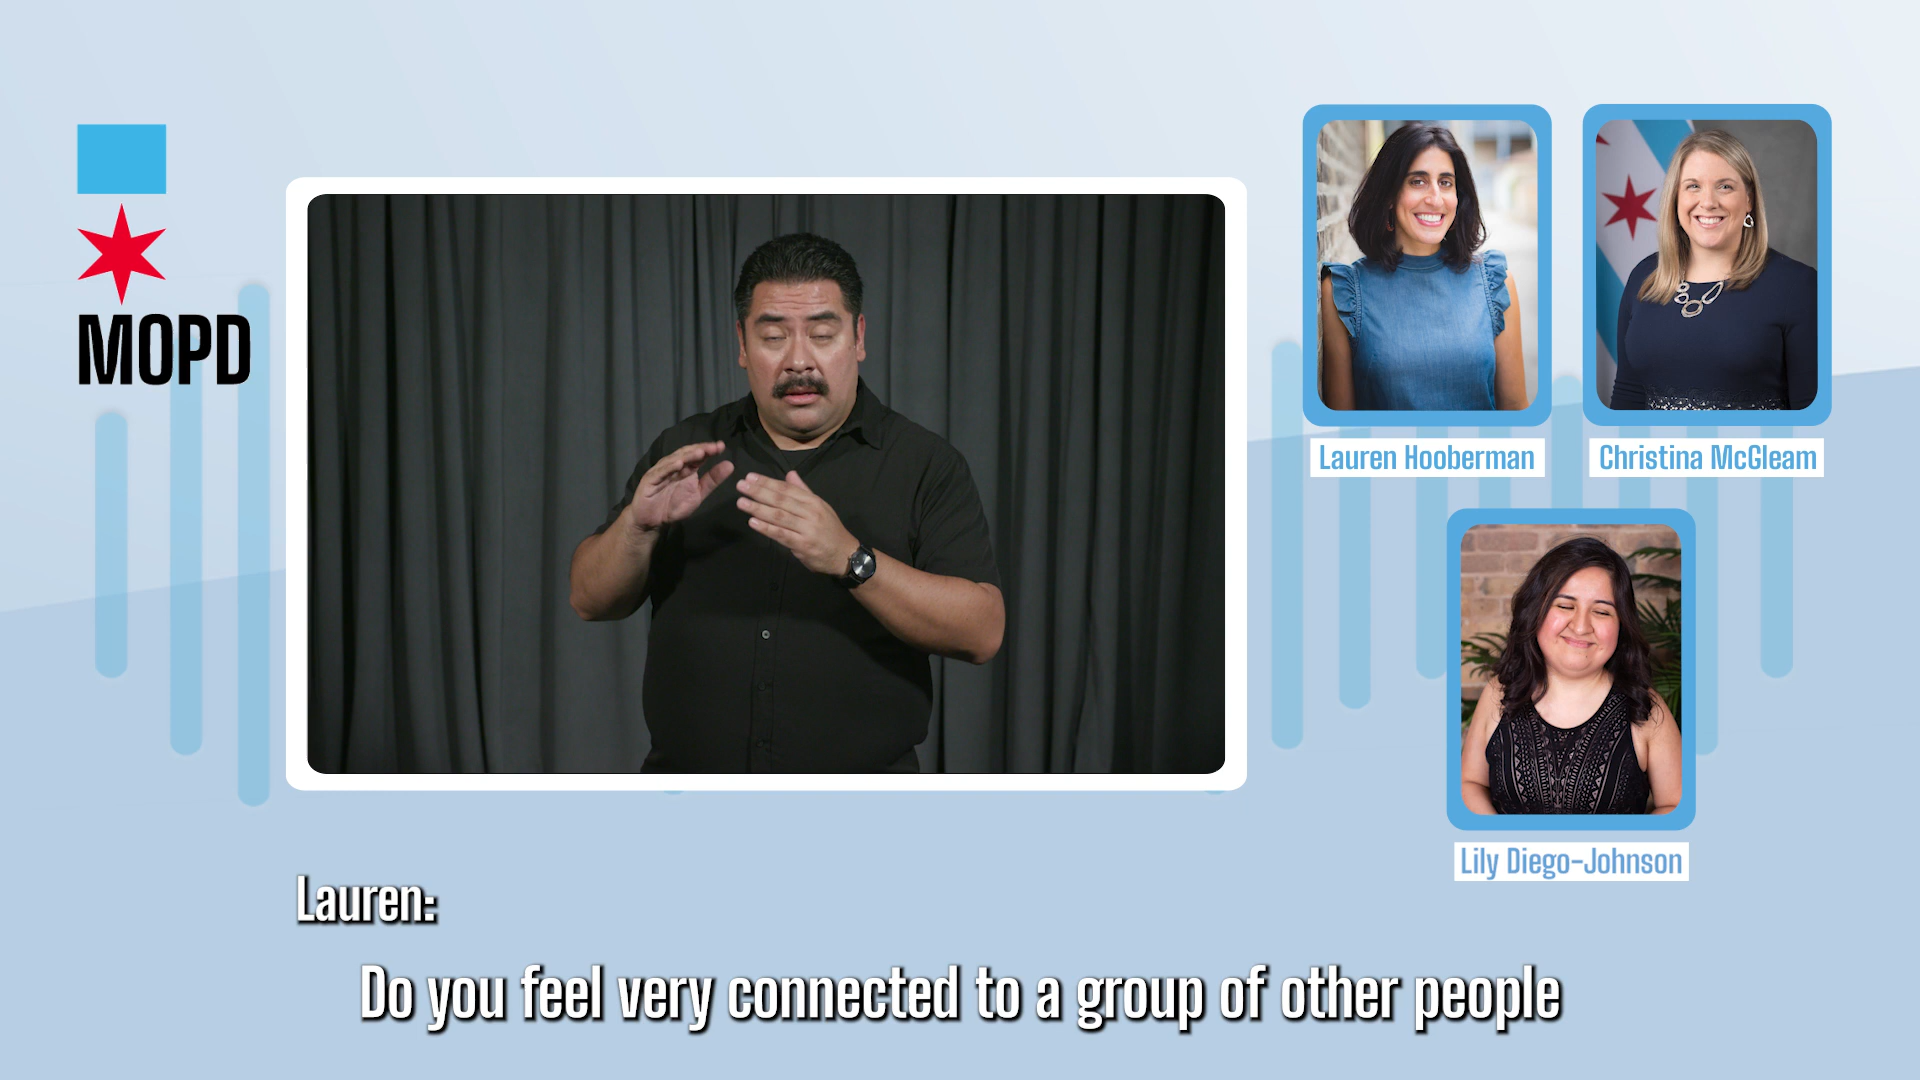 MOPD
Lauren Hooberman
Christina McGleam
Lily Diego-Johnson
Lauren:
Do you feel very connected to a group of other people